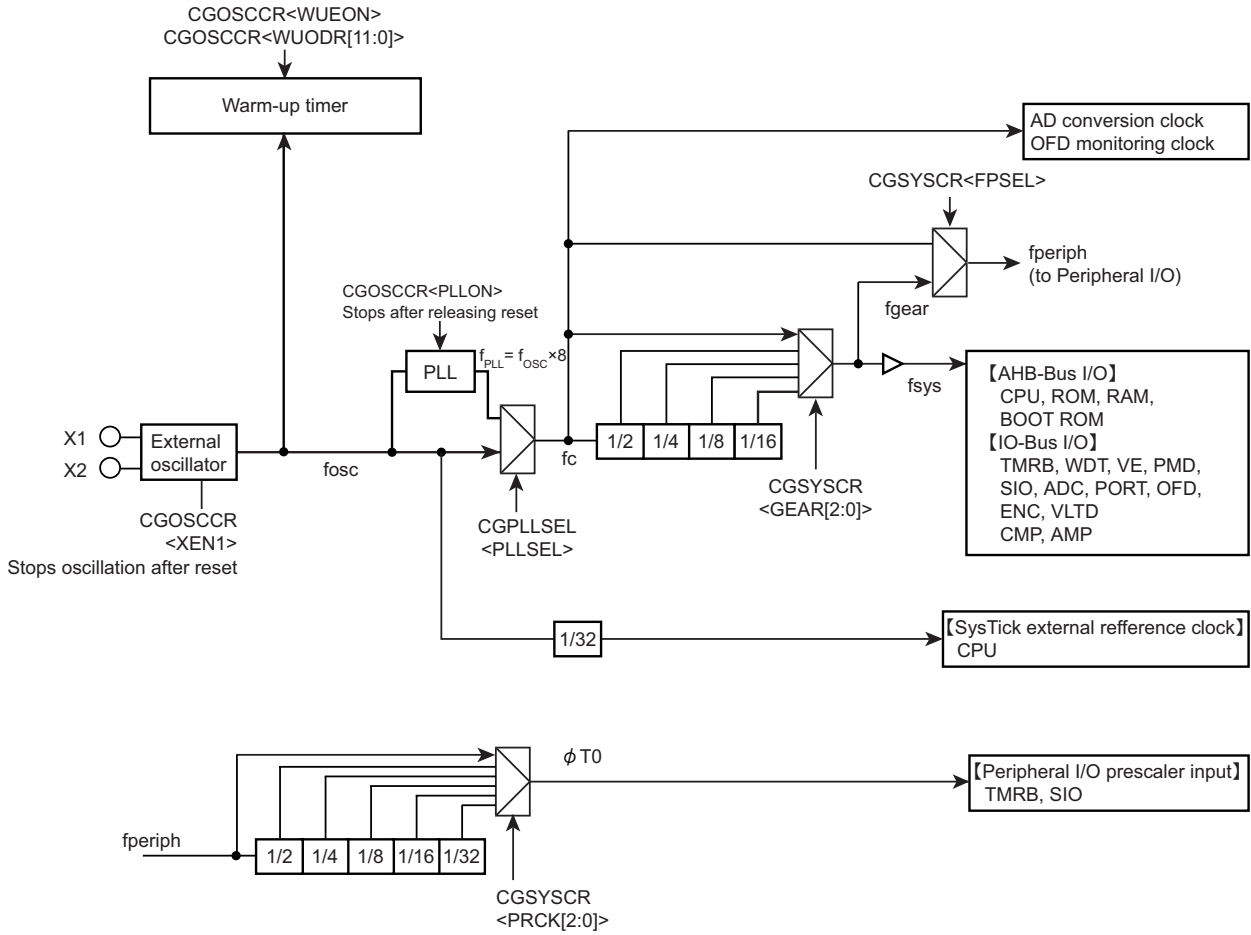 CGOSCCR<WUEON>
CGOSCCR<WUODR[11:0]>
Warm-up timer
AD conversion clock
OFD monitoring clock
CGSYSCR<FPSEL>
fperiph
(to Peripheral I/O)
CGOSCCR<PLLON>
Stops after releasing reset
fgear
PLL
fPLL= fOSC×8
fsys
【AHB-Bus I/O】
CPU, ROM, RAM,
BOOT ROM
【IO-Bus I/O】
TMRB, WDT, VE, PMD,
SIO, ADC, PORT, OFD,
ENC, VLTD
CMP, AMP
X1
X2
External
oscillator
fosc
fc
1/2 1/4 1/8 1/16
CGOSCCR
<XEN1>
Stops oscillation after reset
CGPLLSEL
<PLLSEL>
CGSYSCR
<GEAR[2:0]>
1/32
【SysTick external refference clock】
CPU
ϕ T0
【Peripheral I/O prescaler input】
TMRB, SIO
fperiph
1/2 1/4 1/8 1/16 1/32
CGSYSCR
<PRCK[2:0]>